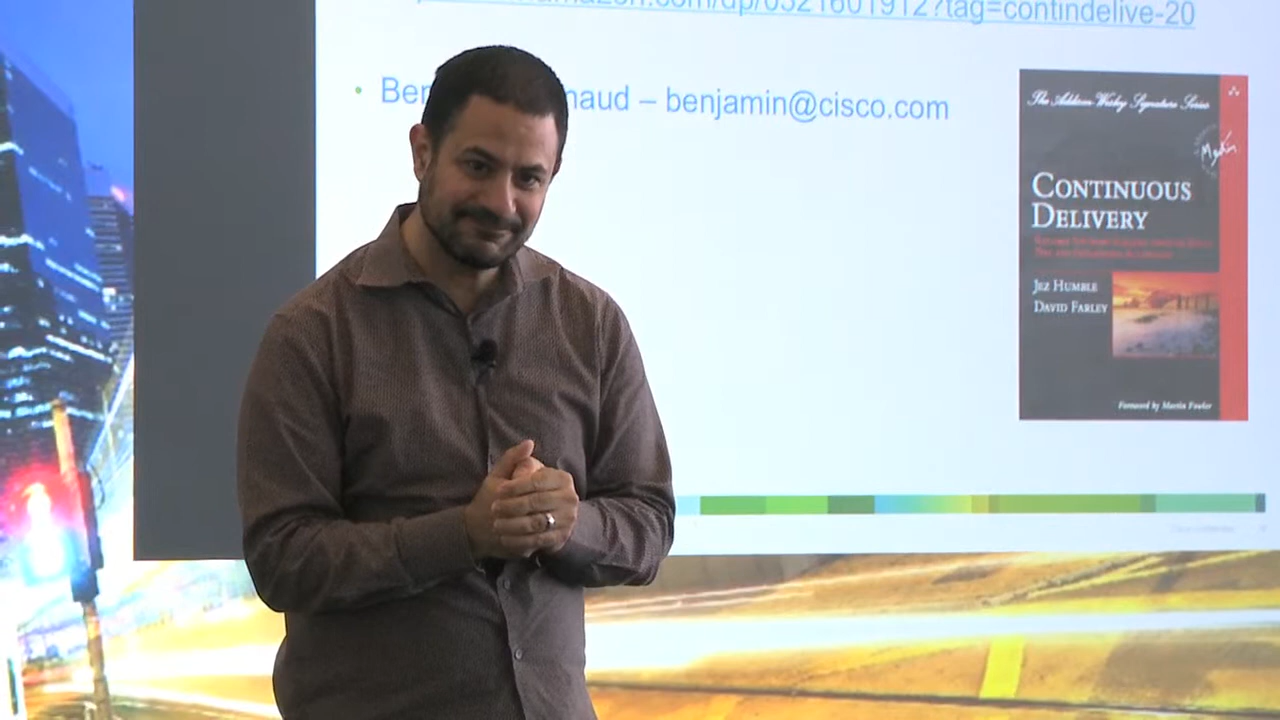 amazon.com/dp/0321601912?tag=contindelive-20
• Ben naud – benjamin@cisco.com
The Addison-Wesley Signature Series
CONTINUOUS
DELIVERY
JEZ HUMBLE
DAVID FARLEY
Foreword by Martin Fowler